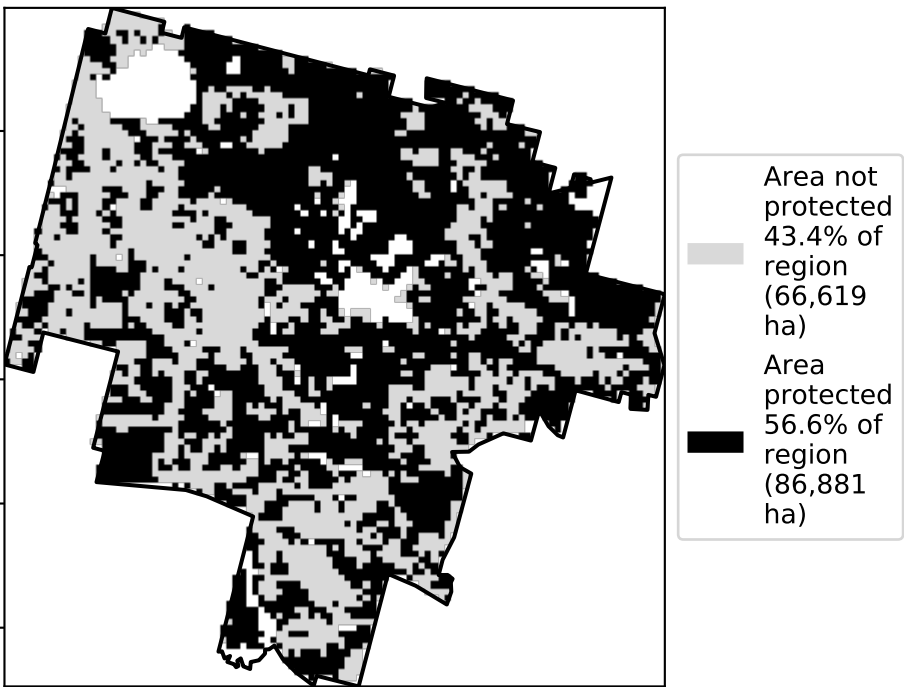 Area not
protected
43.4% of
region
(66,619
ha)
Area
protected
56.6% of
region
(86,881
ha)